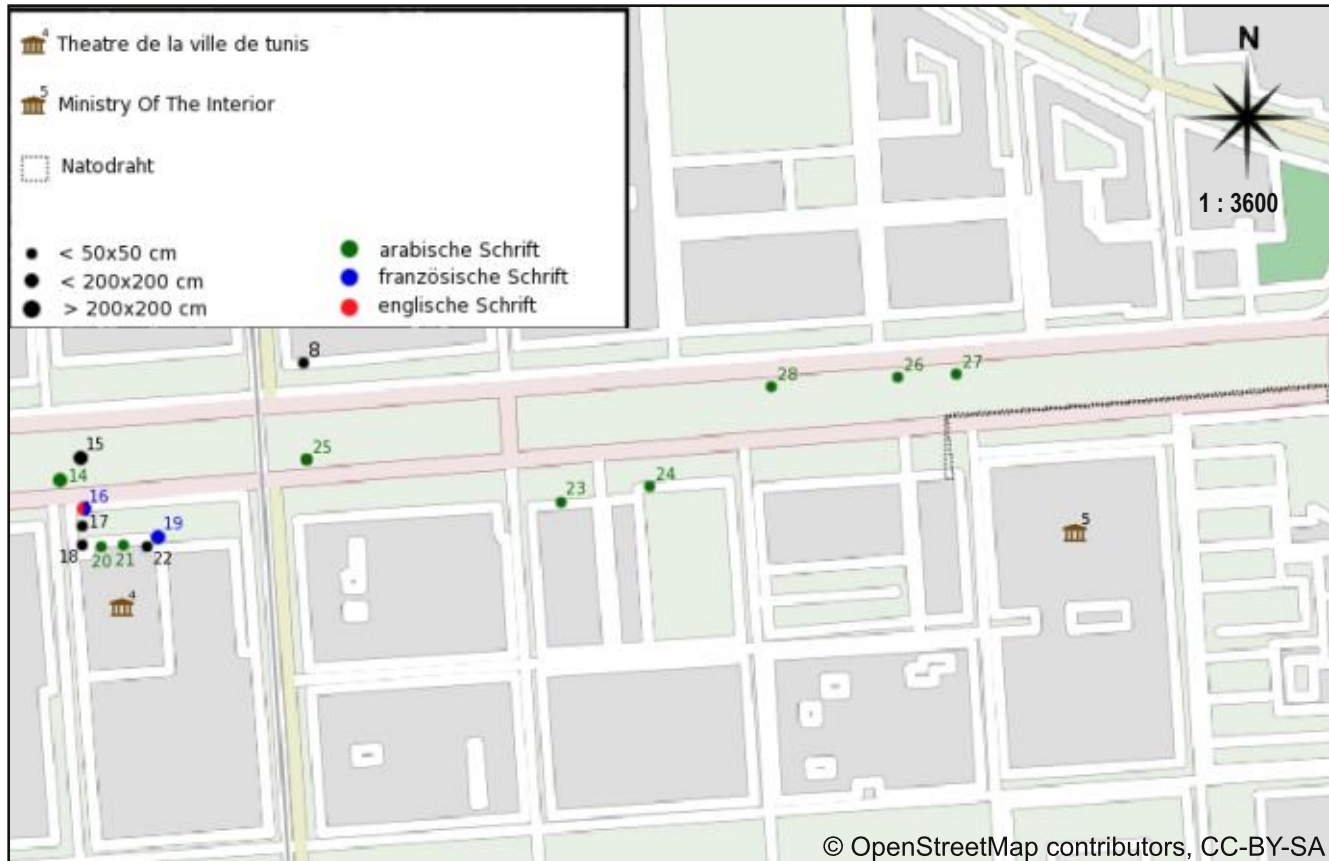 4 Theatre de la ville de tunis
5 Ministry Of The Interior
Natodraht
< 50x50 cm
< 200x200 cm
> 200x200 cm
arabische Schrift
französische Schrift
englische Schrift
N
1 : 3600
8
28
26
27
15
25
14
24
23
16
17
19
5
18
20
21
22
4
© OpenStreetMap contributors, CC-BY-SA